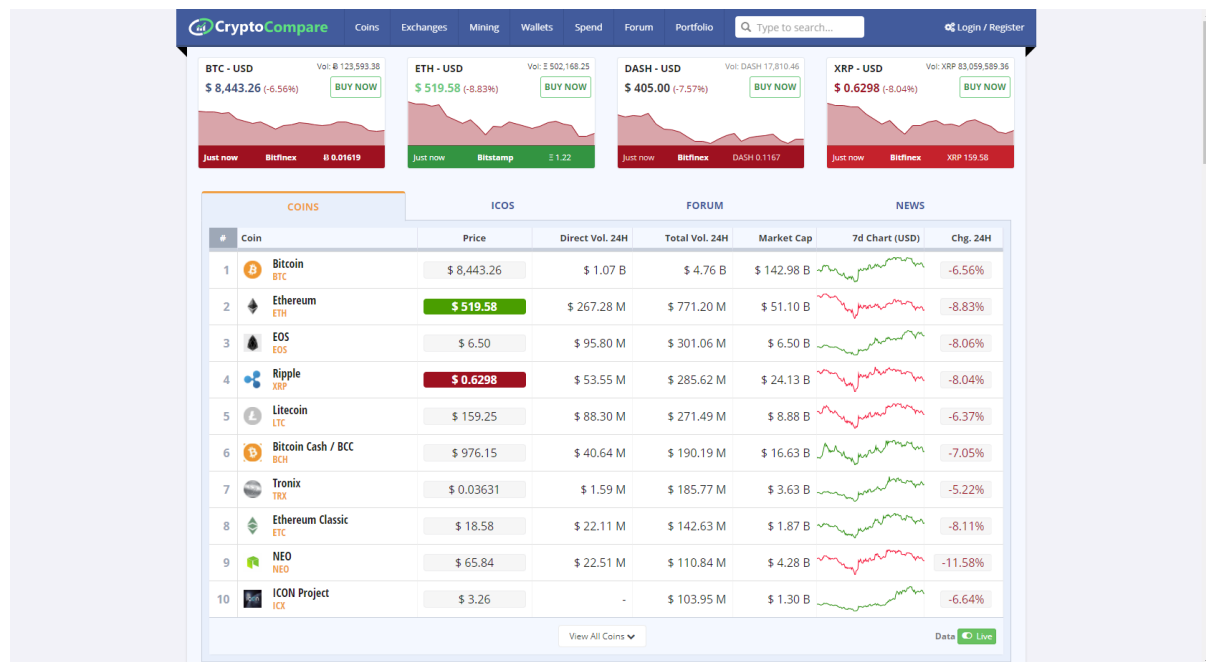 CryptoCompare Coins Exchanges Mining Wallets Spend Forum Portfolio Type to search... Login / Register
BTC - USD Vol: Ƀ 123,593.38
$ 8,443.26 (-6.56%) BUY NOW
Just now Bitfinex Ƀ 0.01619
ETH - USD Vol: Ξ 502,168.25
$ 519.58 (-8.83%) BUY NOW
Just now Bitstamp Ξ 1.22
DASH - USD Vol: DASH 17,810.46
$ 405.00 (-7.57%) BUY NOW
Just now Bitfinex DASH 0.1167
XRP - USD Vol: XRP 83,059,589.36
$ 0.6298 (-8.04%) BUY NOW
Just now Bitfinex XRP 159.58
COINS ICOS FORUM NEWS
# Coin Price Direct Vol. 24H Total Vol. 24H Market Cap 7d Chart (USD) Chg. 24H
1 Bitcoin BTC $ 8,443.26 $ 1.07 B $ 4.76 B $ 142.98 B -6.56%
2 Ethereum ETH $ 519.58 $ 267.28 M $ 771.20 M $ 51.10 B -8.83%
3 EOS EOS $ 6.50 $ 95.80 M $ 301.06 M $ 6.50 B -8.06%
4 Ripple XRP $ 0.6298 $ 53.55 M $ 285.62 M $ 24.13 B -8.04%
5 Litecoin LTC $ 159.25 $ 88.30 M $ 271.49 M $ 8.88 B -6.37%
6 Bitcoin Cash / BCC BCH $ 976.15 $ 40.64 M $ 190.19 M $ 16.63 B -7.05%
7 Tronix TRX $ 0.03631 $ 1.59 M $ 185.77 M $ 3.63 B -5.22%
8 Ethereum Classic ETC $ 18.58 $ 22.11 M $ 142.63 M $ 1.87 B -8.11%
9 NEO NEO $ 65.84 $ 22.51 M $ 110.84 M $ 4.28 B -11.58%
10 ICON Project ICX $ 3.26 - $ 103.95 M $ 1.30 B -6.64%
View All Coins Data Live